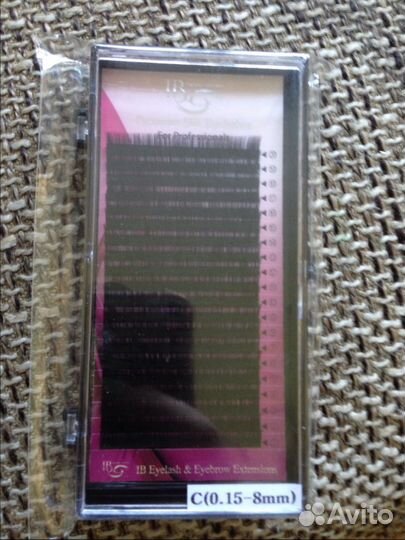 IB
For Professionals
IB Eyelash & Eyebrow Extensions
C(0.15-8mm)
Avito